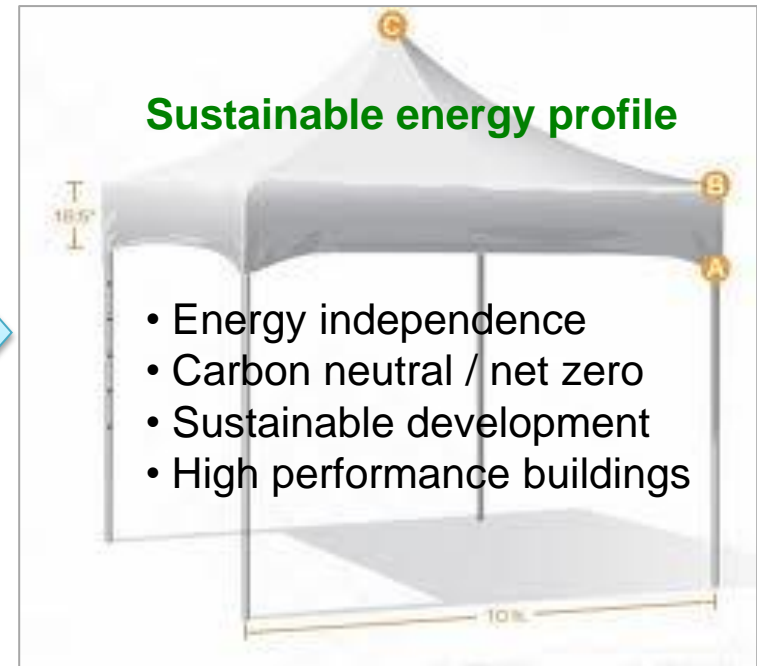 C
Sustainable energy profile
B
A
• Energy independence
• Carbon neutral / net zero
• Sustainable development
• High performance buildings